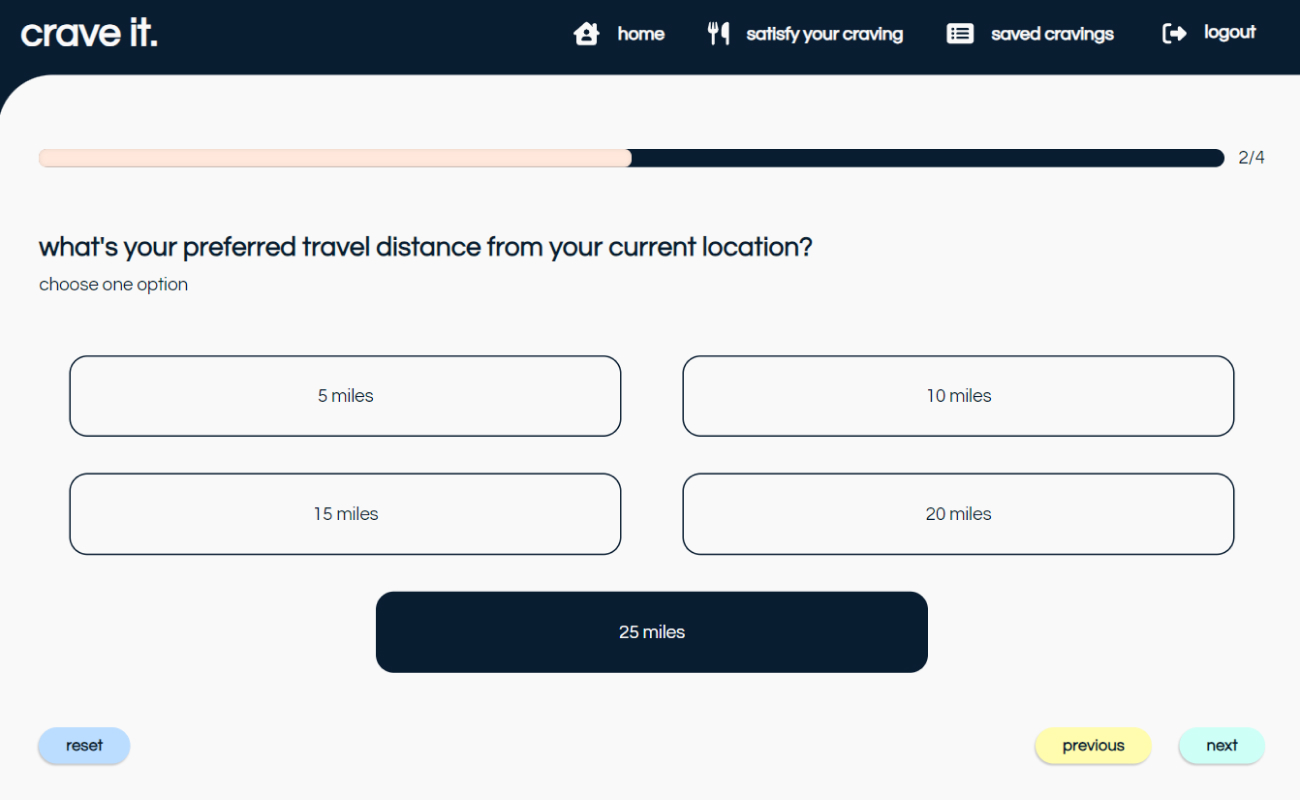 crave it.
home
satisfy your craving
saved cravings
logout
2/4
what's your preferred travel distance from your current location?
choose one option
5 miles
10 miles
15 miles
20 miles
25 miles
reset
previous
next